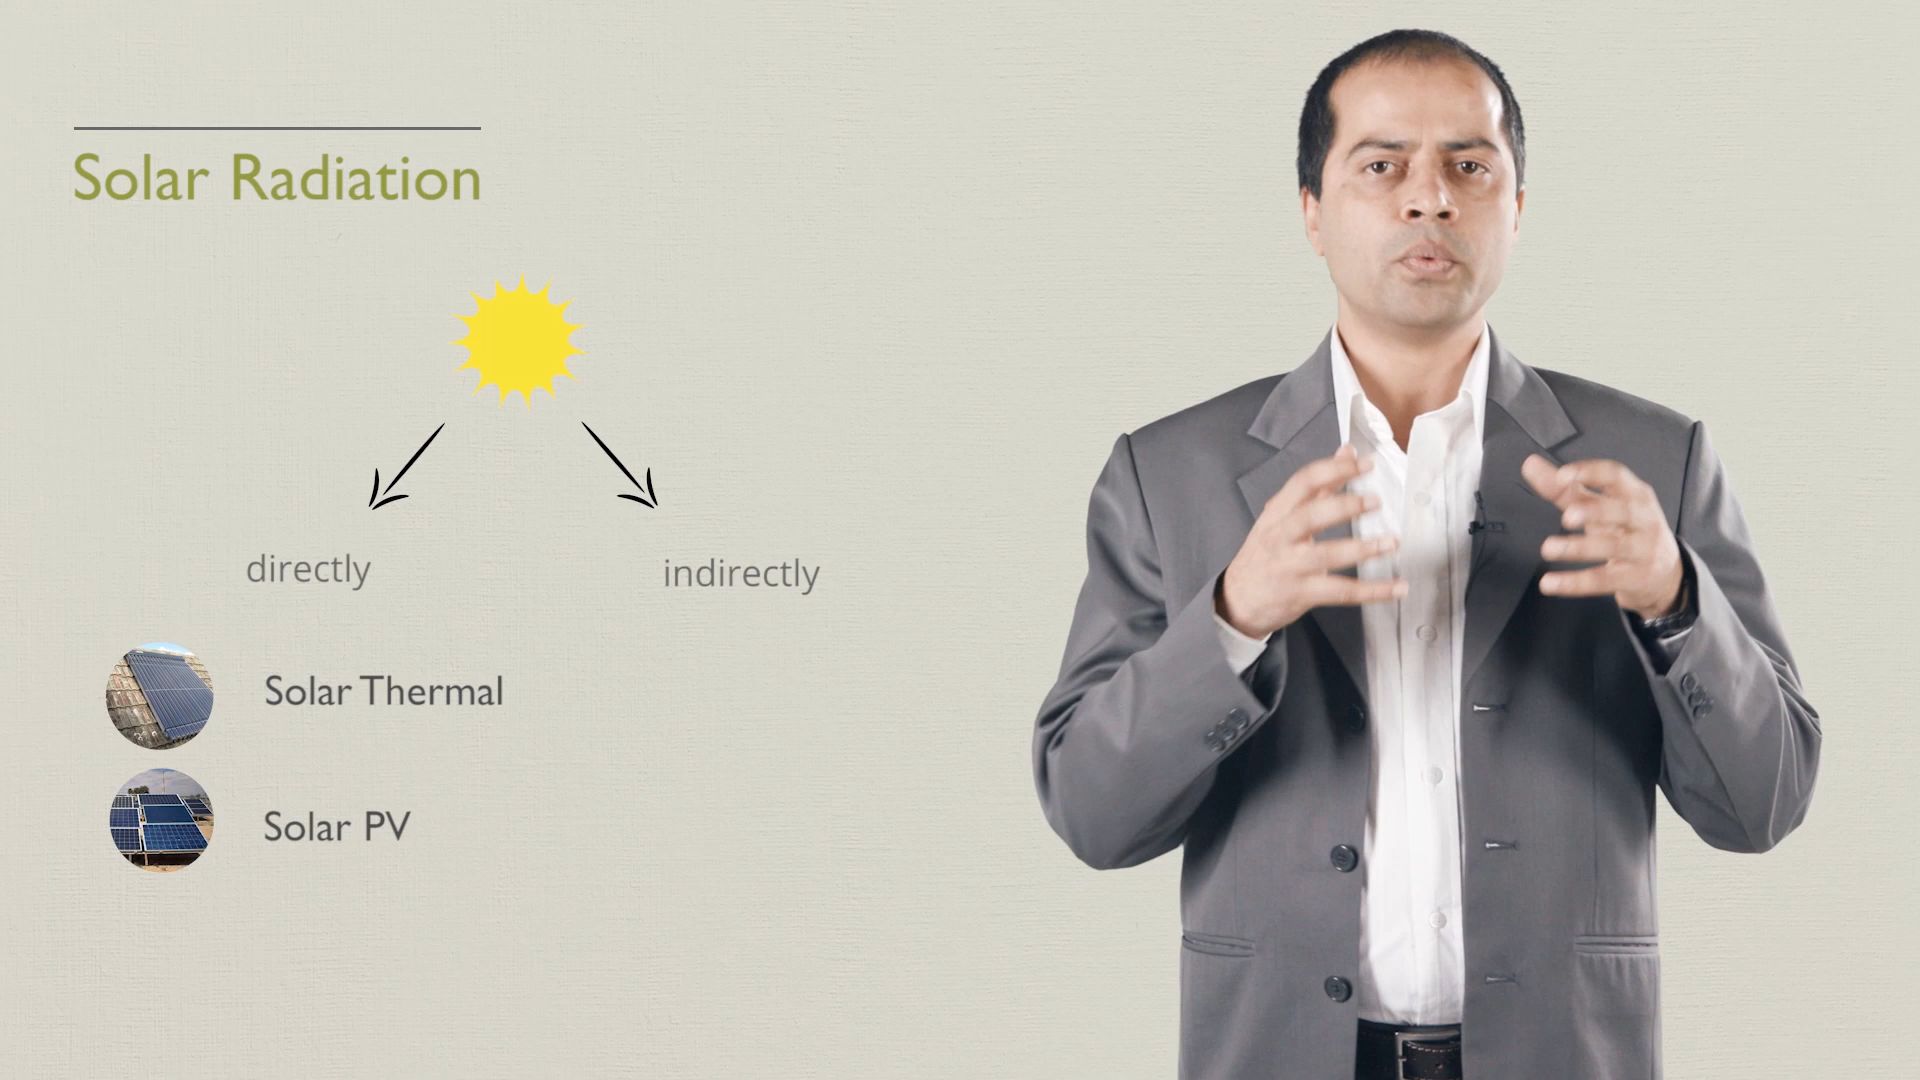 Solar Radiation
directly
indirectly
Solar Thermal
Solar PV